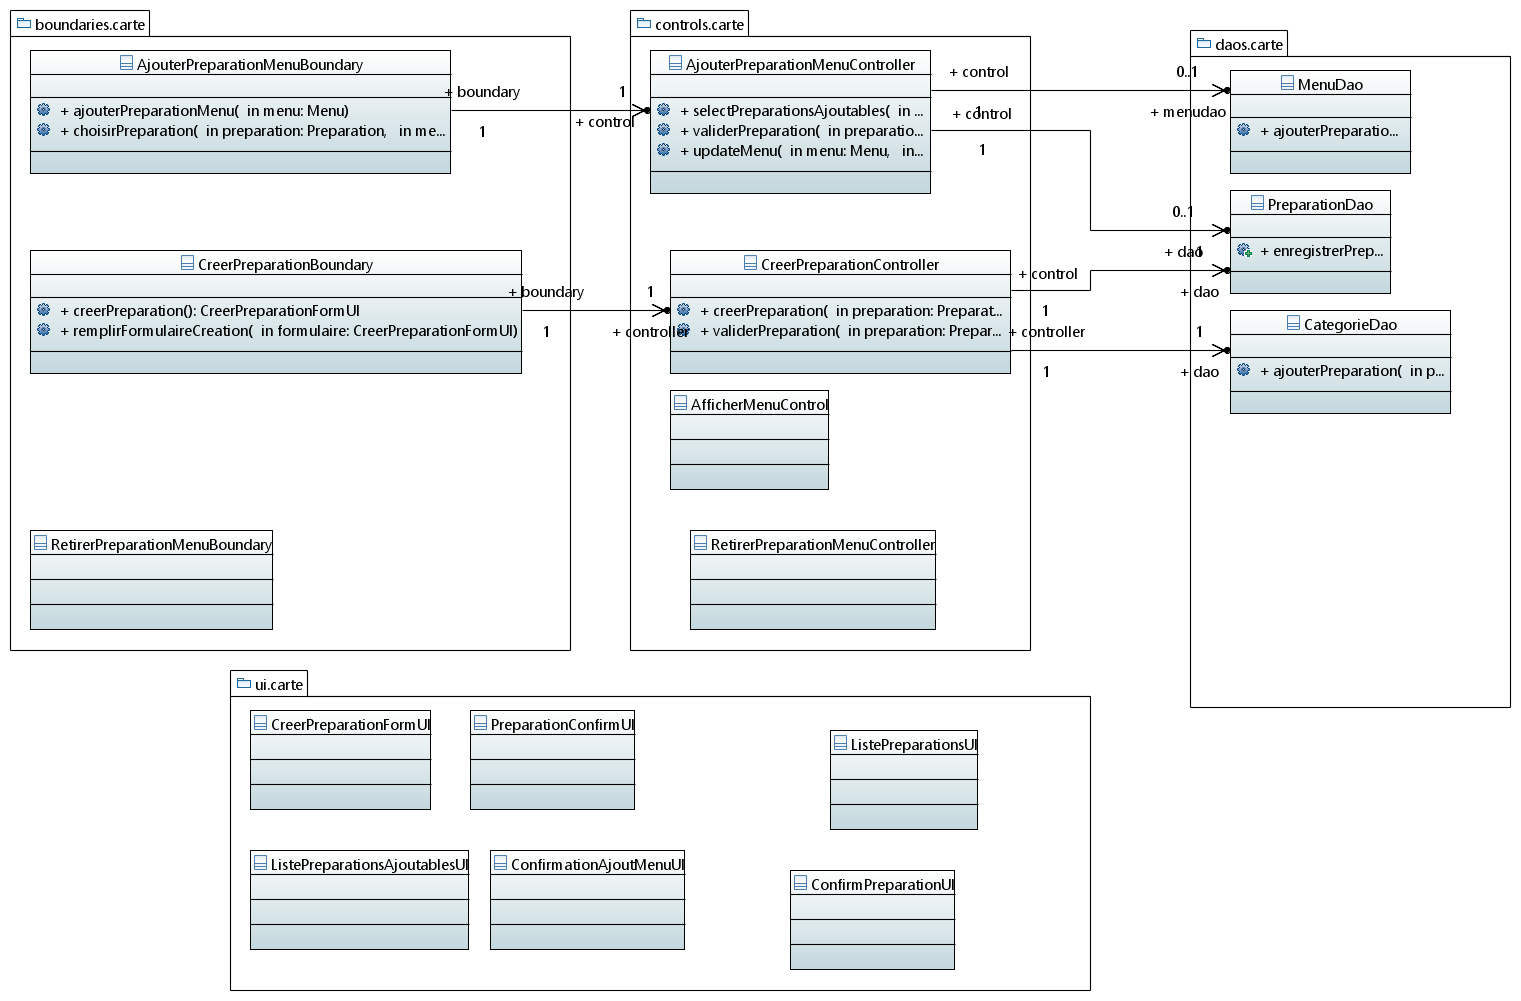 boundaries.carte
AjouterPreparationMenuBoundary
+ ajouterPreparationMenu( in menu: Menu)
+ choisirPreparation( in preparation: Preparation, in me...
+ boundary
1
1
+ control
CreerPreparationBoundary
+ creerPreparation(): CreerPreparationFormUI
+ remplirFormulaireCreation( in formulaire: CreerPreparationFormUI)
+ boundary
1
1
+ controller
RetirerPreparationMenuBoundary
controls.carte
AjouterPreparationMenuController
+ selectPreparationsAjoutables( in ...
+ validerPreparation( in preparatio...
+ updateMenu( in menu: Menu, in...
+ control
0..1
1
+ menudao
+ control
1
0..1
+ dao
CreerPreparationController
+ creerPreparation( in preparation: Preparat...
+ validerPreparation( in preparation: Prepar...
+ control
1
1
+ dao
+ controller
1
1
+ dao
AfficherMenuControl
RetirerPreparationMenuController
daos.carte
MenuDao
+ ajouterPreparatio...
PreparationDao
+ enregistrerPrep...
CategorieDao
+ ajouterPreparation( in p...
ui.carte
CreerPreparationFormUI
PreparationConfirmUI
ListePreparationsUI
ListePreparationsAjoutablesUI
ConfirmationAjoutMenuUI
ConfirmPreparationUI